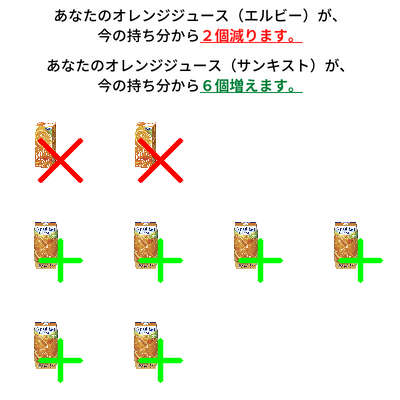 あなたのオレンジジュース（エルビー）が、
今の持ち分から２個減ります。
あなたのオレンジジュース（サンキスト）が、
今の持ち分から６個増えます。